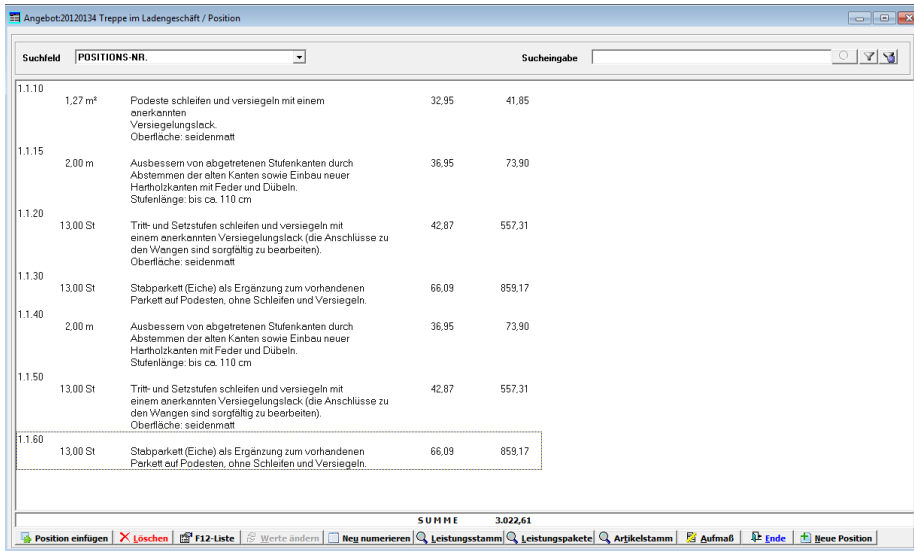 Angebot:20120134 Treppe im Ladengeschäft / Position
Suchfeld POSITIONS-NR. Sucheingabe
1.1.10
1,27 m² Podeste schleifen und versiegeln mit einem 32,95 41,85
anerkannten
Versiegelungslack.
Oberfläche: seidenmatt
1.1.15
2,00 m Ausbessern von abgetretenen Stufenkanten durch 36,95 73,90
Abstemmen der alten Kanten sowie Einbau neuer
Hartholzkanten mit Feder und Dübeln.
Stufenlänge: bis ca. 110 cm
1.1.20
13,00 St Tritt- und Setzstufen schleifen und versiegeln mit 42,87 557,31
einem anerkannten Versiegelungslack (die Anschlüsse zu
den Wangen sind sorgfältig zu bearbeiten).
Oberfläche: seidenmatt
1.1.30
13,00 St Stabparkett (Eiche) als Ergänzung zum vorhandenen 66,09 859,17
Parkett auf Podesten, ohne Schleifen und Versiegeln.
1.1.40
2,00 m Ausbessern von abgetretenen Stufenkanten durch 36,95 73,90
Abstemmen der alten Kanten sowie Einbau neuer
Hartholzkanten mit Feder und Dübeln.
Stufenlänge: bis ca. 110 cm
1.1.50
13,00 St Tritt- und Setzstufen schleifen und versiegeln mit 42,87 557,31
einem anerkannten Versiegelungslack (die Anschlüsse zu
den Wangen sind sorgfältig zu bearbeiten).
Oberfläche: seidenmatt
1.1.60
13,00 St Stabparkett (Eiche) als Ergänzung zum vorhandenen 66,09 859,17
Parkett auf Podesten, ohne Schleifen und Versiegeln.
SUMME 3.022,61
Position einfügen Löschen F12-Liste Werte ändern Neu numerieren Leistungsstamm Leistungspakete Artikelstamm Aufmaß Ende Neue Position